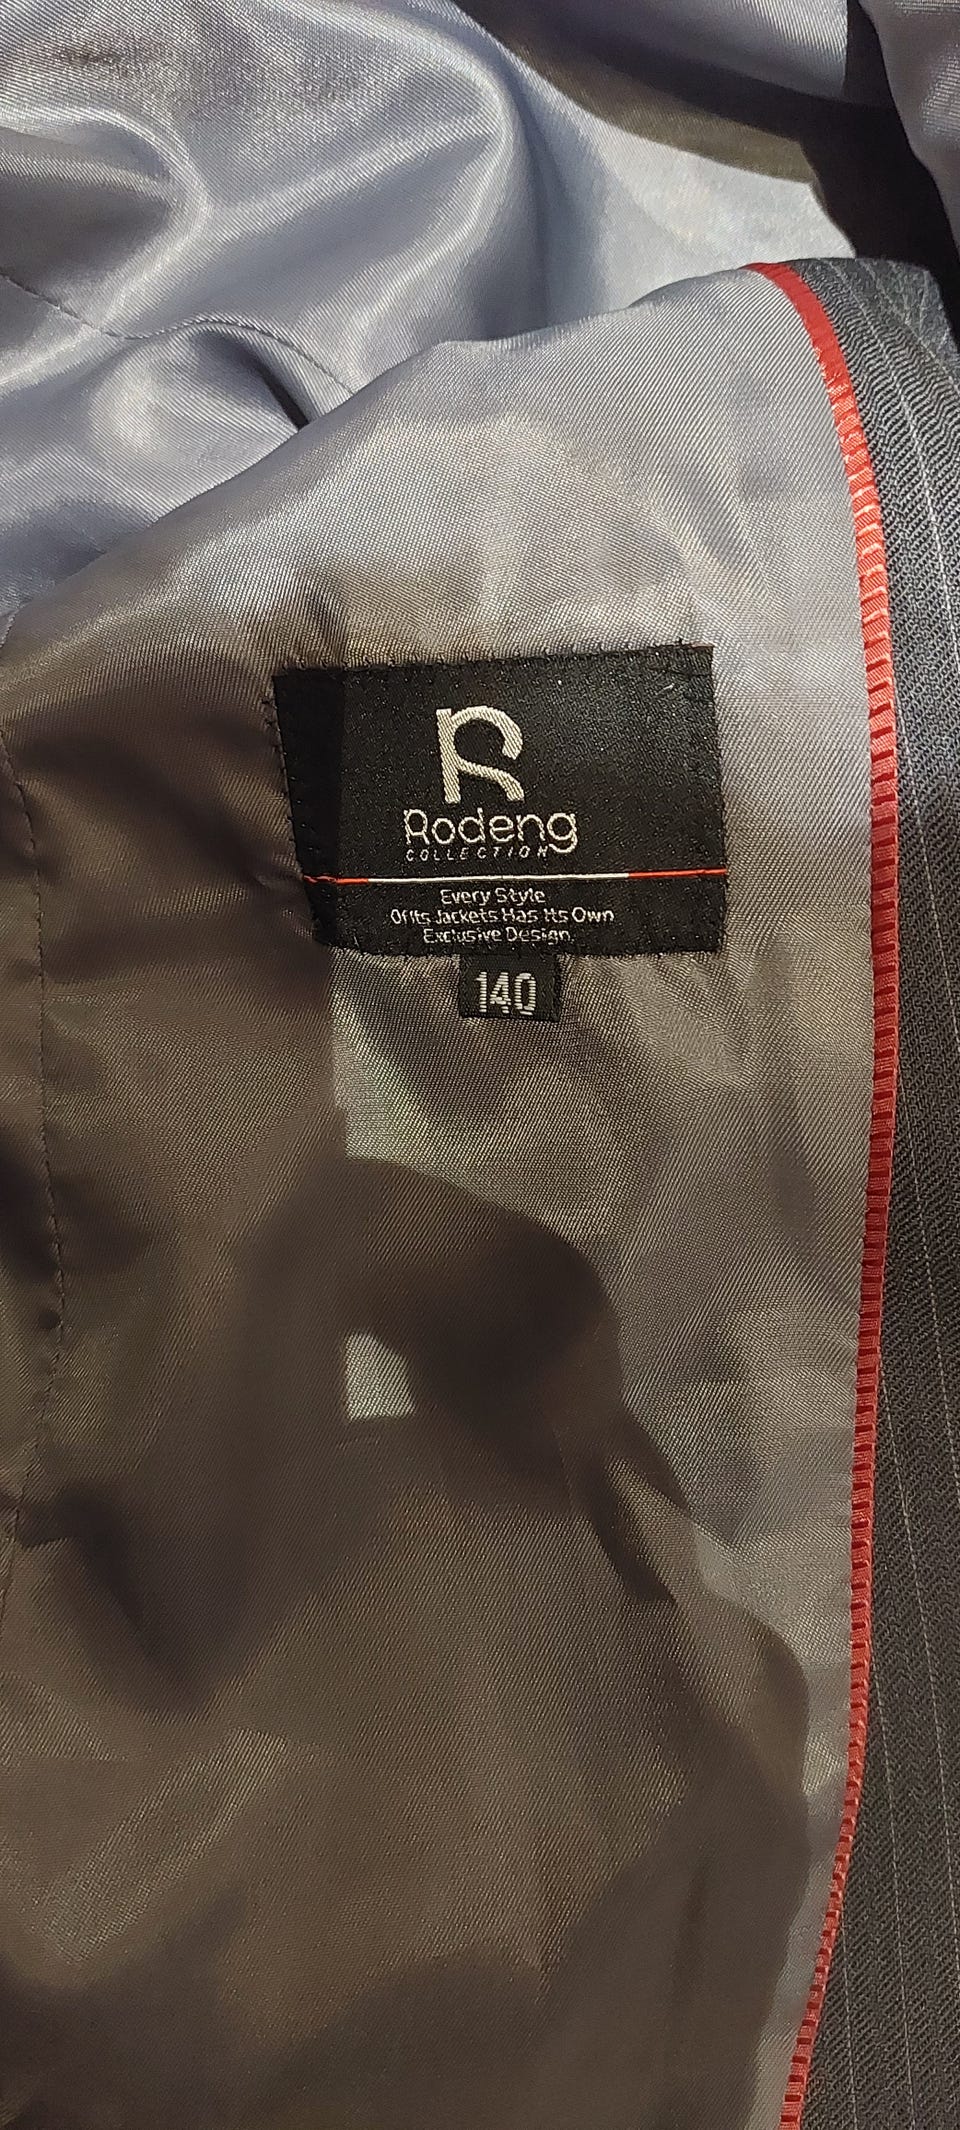 R
Rodeng
COLLECTION
Every Style
Of Its Jackets Has Its Own
Exclusive Design
140